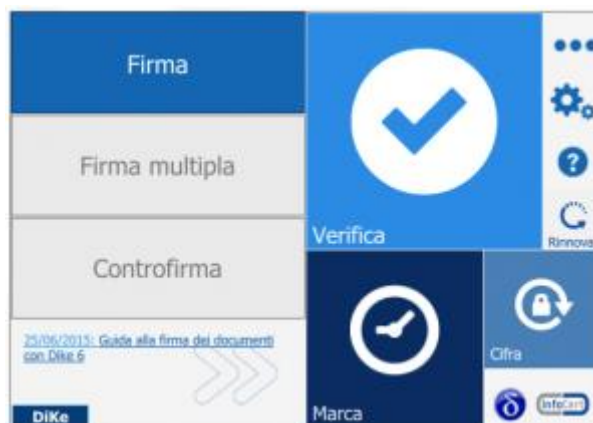 Firma
Firma multipla
Controfirma
25/06/2015: Guida alla firma dei documenti
con Dike 6
DiKe
Verifica
Rinnova
Marca
Cifra
InfoCert